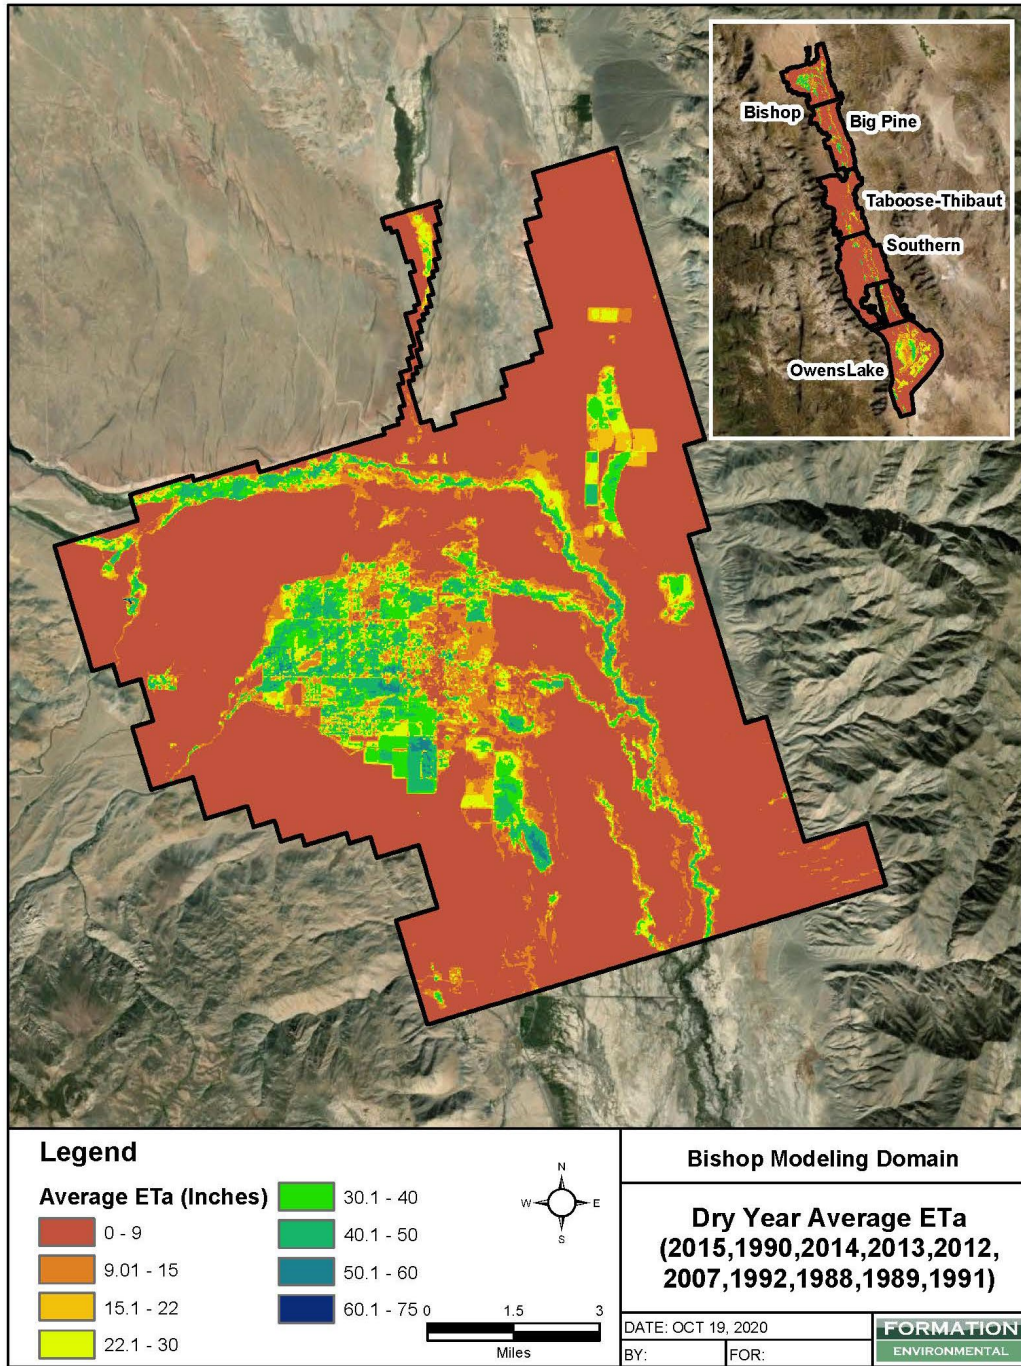 Bishop
Big Pine
Taboose-Thibaut
Southern
OwensLake
Legend
Average ETa (Inches)
0 - 9
9.01 - 15
15.1 - 22
22.1 - 30
30.1 - 40
40.1 - 50
50.1 - 60
60.1 - 75
N
W E
S
0 1.5 3
Miles
Bishop Modeling Domain
Dry Year Average ETa
(2015,1990,2014,2013,2012,
2007,1992,1988,1989,1991)
DATE: OCT 19, 2020
BY: FOR:
FORMATION
ENVIRONMENTAL